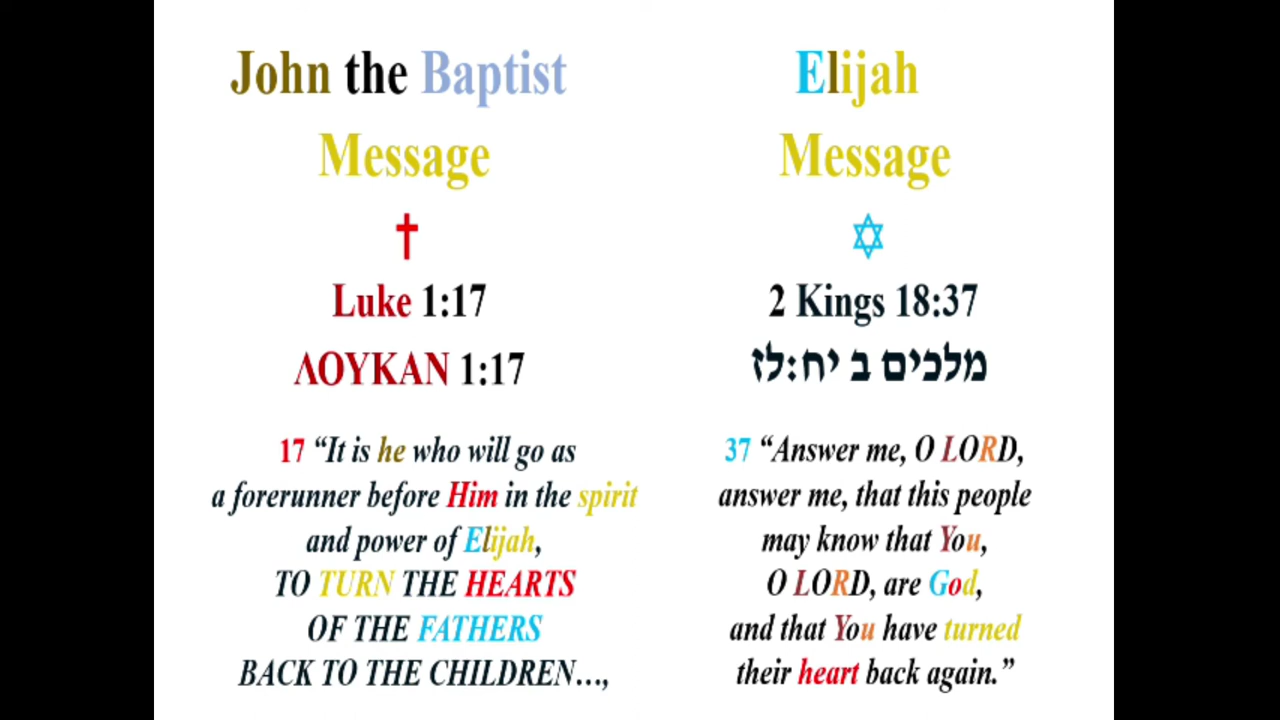 John the Baptist
Message
✝
Luke 1:17
ΛΟΥΚΑΝ 1:17
17 “It is he who will go as
a forerunner before Him in the spirit
and power of Elijah,
TO TURN THE HEARTS
OF THE FATHERS
BACK TO THE CHILDREN…,
Elijah
Message
✡
2 Kings 18:37
מלכים ב יח:לז
37 “Answer me, O LORD,
answer me, that this people
may know that You,
O LORD, are God,
and that You have turned
their heart back again.”